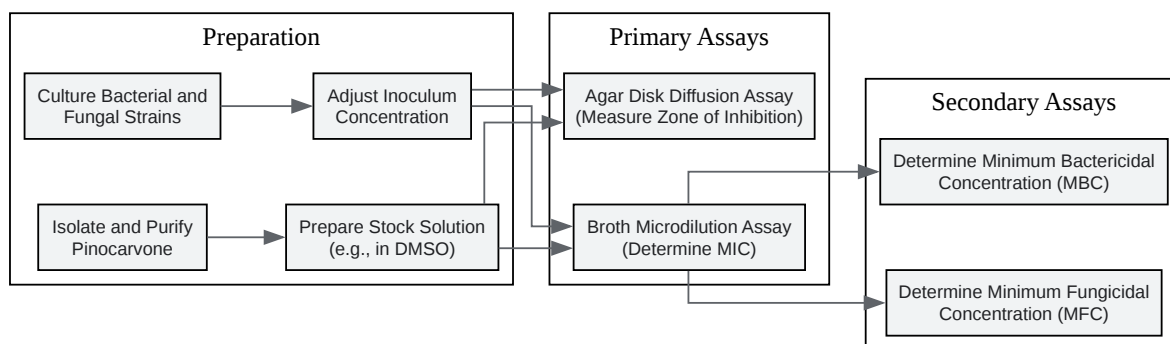 Preparation
Culture Bacterial and
Fungal Strains
Adjust Inoculum
Concentration
Isolate and Purify
Pinocarvone
Prepare Stock Solution
(e.g., in DMSO)
Primary Assays
Agar Disk Diffusion Assay
(Measure Zone of Inhibition)
Broth Microdilution Assay
(Determine MIC)
Secondary Assays
Determine Minimum Bactericidal
Concentration (MBC)
Determine Minimum Fungicidal
Concentration (MFC)